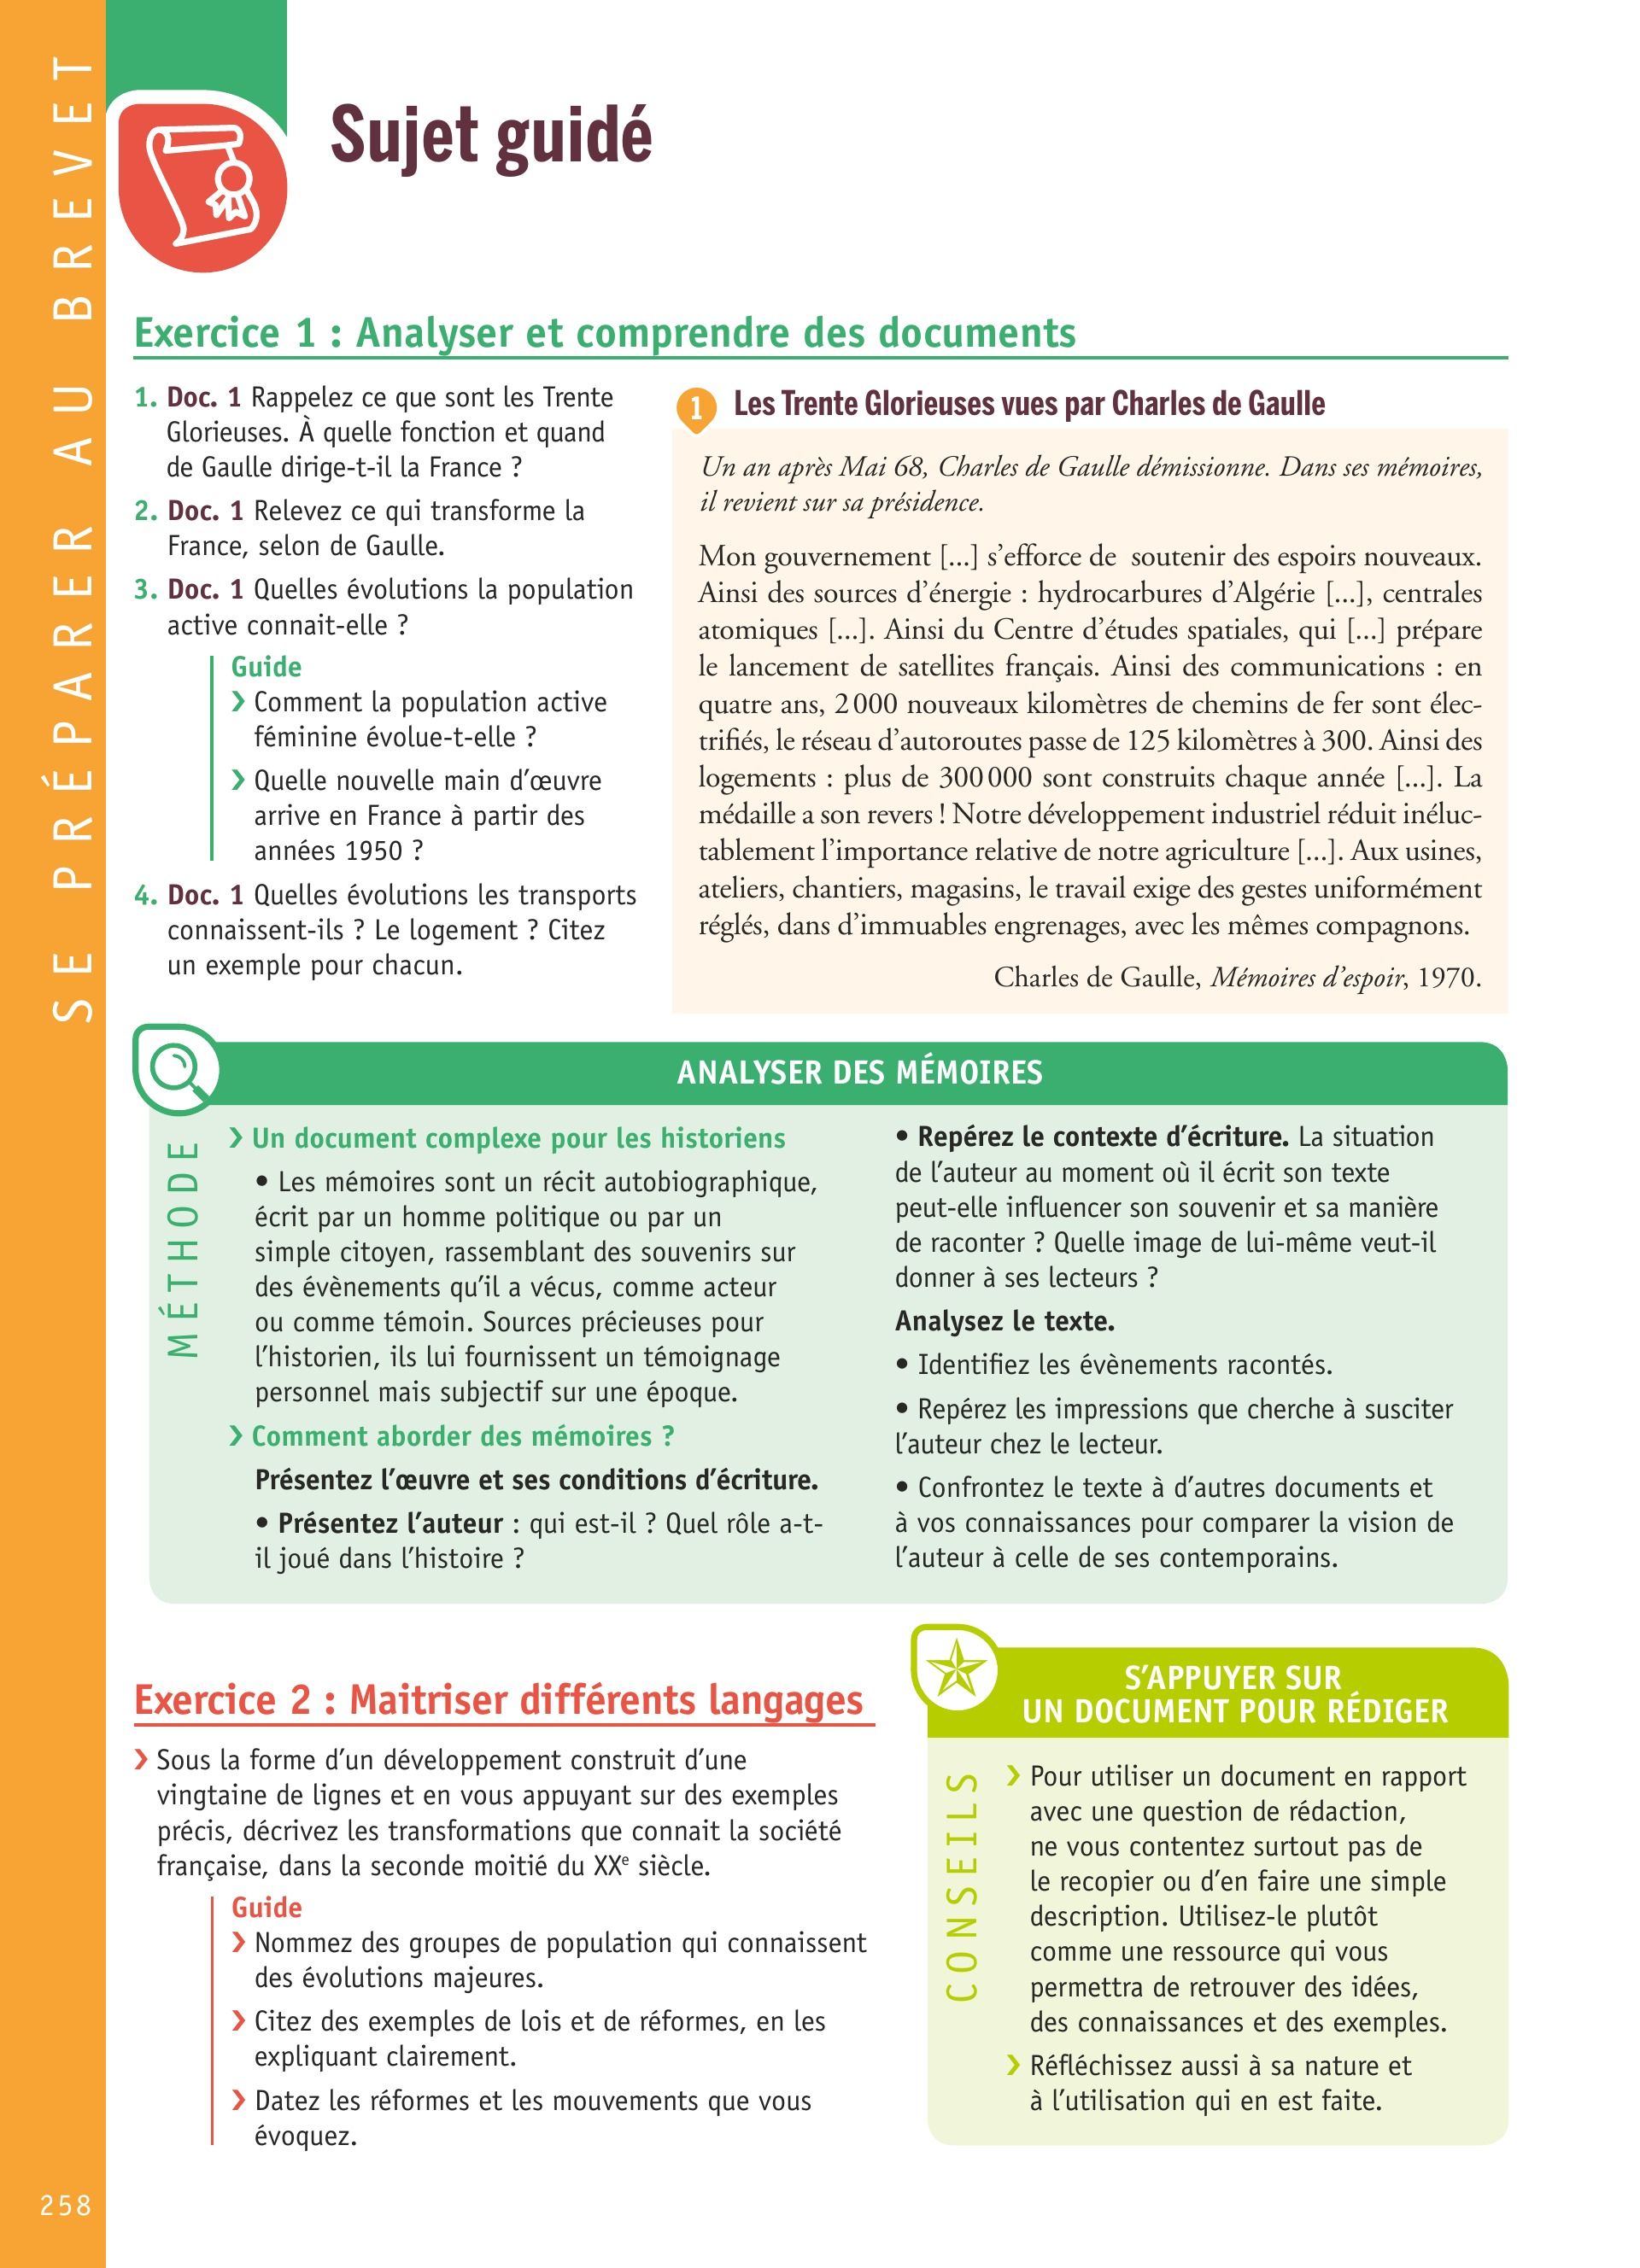 SE PRÉPARER AU BREVET
Sujet guidé
Exercice 1 : Analyser et comprendre des documents
1. Doc. 1 Rappelez ce que sont les Trente
Glorieuses. À quelle fonction et quand
de Gaulle dirige-t-il la France ?
2. Doc. 1 Relevez ce qui transforme la
France, selon de Gaulle.
3. Doc. 1 Quelles évolutions la population
active connait-elle ?
Guide
› Comment la population active
féminine évolue-t-elle ?
› Quelle nouvelle main d’œuvre
arrive en France à partir des
années 1950 ?
4. Doc. 1 Quelles évolutions les transports
connaissent-ils ? Le logement ? Citez
un exemple pour chacun.
1 Les Trente Glorieuses vues par Charles de Gaulle
Un an après Mai 68, Charles de Gaulle démissionne. Dans ses mémoires,
il revient sur sa présidence.
Mon gouvernement [...] s’efforce de soutenir des espoirs nouveaux.
Ainsi des sources d’énergie : hydrocarbures d’Algérie [...], centrales
atomiques [...]. Ainsi du Centre d’études spatiales, qui [...] prépare
le lancement de satellites français. Ainsi des communications : en
quatre ans, 2 000 nouveaux kilomètres de chemins de fer sont élec-
trifiés, le réseau d’autoroutes passe de 125 kilomètres à 300. Ainsi des
logements : plus de 300 000 sont construits chaque année [...]. La
médaille a son revers ! Notre développement industriel réduit inéluc-
tablement l’importance relative de notre agriculture [...]. Aux usines,
ateliers, chantiers, magasins, le travail exige des gestes uniformément
réglés, dans d’immuables engrenages, avec les mêmes compagnons.
Charles de Gaulle, Mémoires d’espoir, 1970.
ANALYSER DES MÉMOIRES
MÉTHODE
› Un document complexe pour les historiens
• Les mémoires sont un récit autobiographique,
écrit par un homme politique ou par un
simple citoyen, rassemblant des souvenirs sur
des évènements qu’il a vécus, comme acteur
ou comme témoin. Sources précieuses pour
l’historien, ils lui fournissent un témoignage
personnel mais subjectif sur une époque.
› Comment aborder des mémoires ?
Présentez l’œuvre et ses conditions d’écriture.
• Présentez l’auteur : qui est-il ? Quel rôle a-t-
il joué dans l’histoire ?
• Repérez le contexte d’écriture. La situation
de l’auteur au moment où il écrit son texte
peut-elle influencer son souvenir et sa manière
de raconter ? Quelle image de lui-même veut-il
donner à ses lecteurs ?
Analysez le texte.
• Identifiez les évènements racontés.
• Repérez les impressions que cherche à susciter
l’auteur chez le lecteur.
• Confrontez le texte à d’autres documents et
à vos connaissances pour comparer la vision de
l’auteur à celle de ses contemporains.
Exercice 2 : Maitriser différents langages
› Sous la forme d’un développement construit d’une
vingtaine de lignes et en vous appuyant sur des exemples
précis, décrivez les transformations que connait la société
française, dans la seconde moitié du XXe siècle.
Guide
› Nommez des groupes de population qui connaissent
des évolutions majeures.
› Citez des exemples de lois et de réformes, en les
expliquant clairement.
› Datez les réformes et les mouvements que vous
évoquez.
S’APPUYER SUR
UN DOCUMENT POUR RÉDIGER
CONSEILS
› Pour utiliser un document en rapport
avec une question de rédaction,
ne vous contentez surtout pas de
le recopier ou d’en faire une simple
description. Utilisez-le plutôt
comme une ressource qui vous
permettra de retrouver des idées,
des connaissances et des exemples.
› Réfléchissez aussi à sa nature et
à l’utilisation qui en est faite.
258